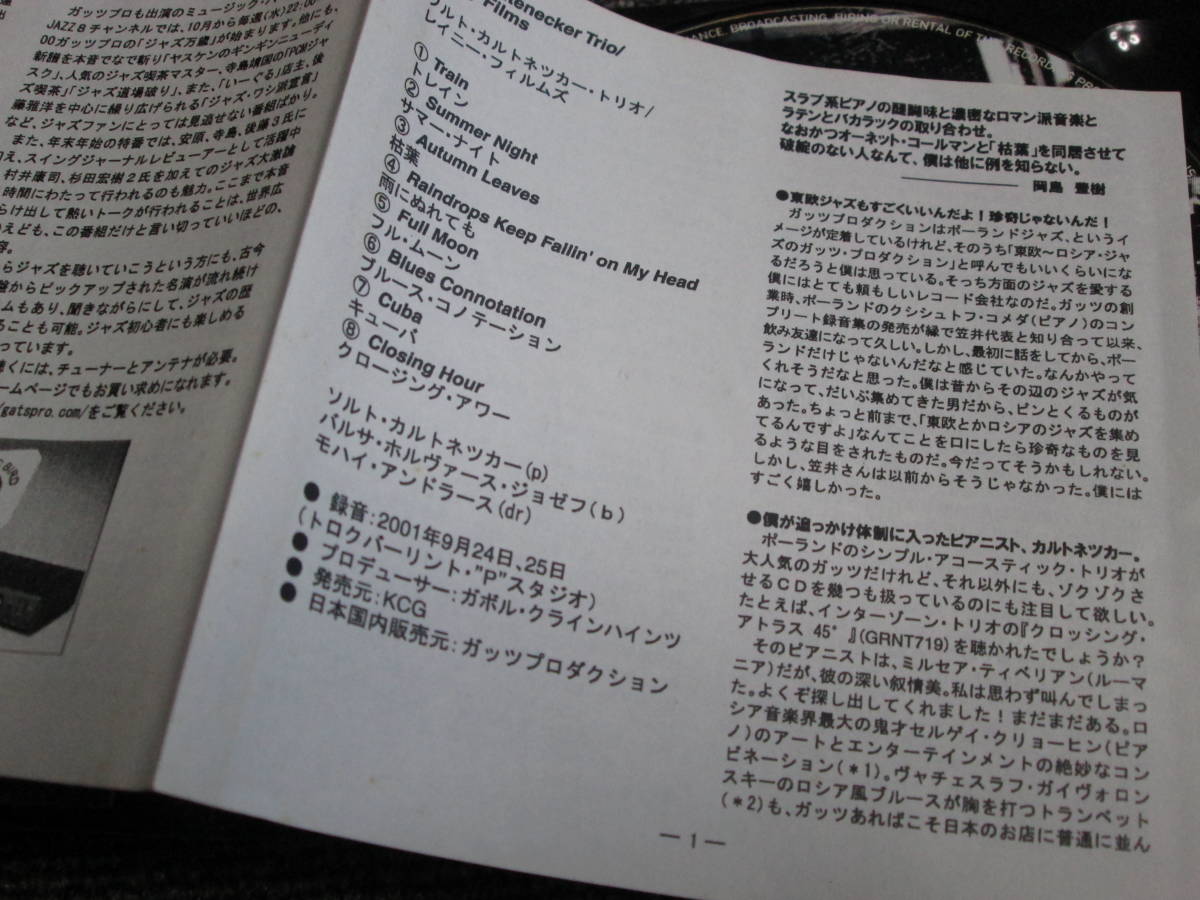 ガッツプロも出演のミュージック・バ
JAZZ8チャンネルでは、10月から毎週(水)22:00
00ガッツプロの「ジャズ万歳」が始まります。他にも、
新譜を本音でなで斬り「ヤスケンのギンギンニューディ
スク」、人気のジャズ喫茶マスター、寺島靖国の「PCMジャ
ズ喫茶」「ジャズ道場破り」、また、「いーぐる」店主、後
藤雅洋を中心に繰り広げられる「ジャズ・ワシ派宣言」
など、ジャズファンにとっては見逃せない番組ばかり。
また、年末年始の特番では、安原、寺島、後藤3氏に
加え、スイングジャーナルレビューアーとして活躍中
村井康司、杉田宏樹2氏を加えてのジャズ大激論
時間にわたって行われるのも魅力。ここまで本音
らけ出して熱いトークが行われることは、世界広
いえども、この番組だけと言い切っていいほどの、
容。
らジャズを聴いていこうという方にも、古今
盤からピックアップされた名演が流れ続け
ムもあり、聞きながらにして、ジャズの歴
ることも可能。ジャズ初心者にも楽しめる
っています。
聴くには、チューナーとアンテナが必要。
ームページでもお買い求めになれます。
/gatspro.com/をご覧ください。
tenecker Trio/
Films
ソルト・カルトネッカー・トリオ/
レイニー・フィルムズ
① Train
トレイン
② Summer Night
サマー・ナイト
③ Autumn Leaves
枯葉
④ Raindrops Keep Fallin' on My Head
雨にぬれても
⑤ Full Moon
フル・ムーン
⑥ Blues Connotation
ブルース・コノテーション
⑦ Cuba
キューバ
⑧ Closing Hour
クロージング・アワー
ソルト・カルトネッカー(p)
バルサ・ホルヴァース・ジョゼフ(b)
モハイ・アンドラース(dr)
● 録音:2001年9月24日、25日
(トロクバーリント・"P"スタジオ)
● プロデューサー:ガボル・クラインハインツ
● 発売元:KCG
● 日本国内販売元:ガッツプロダクション
ANCE, BROADCASTING, HIRING OR RENTAL OF THE RECORDINGS PRO
スラブ系ピアノの醍醐味と濃密なロマン派音楽と
ラテンとバカラックの取り合わせ。
なおかつオーネット・コールマンと「枯葉」を同居させて
破綻のない人なんて、僕は他に例を知らない。
岡島 豊樹
●東欧ジャズもすごくいいんだよ!珍奇じゃないんだ!
ガッツプロダクションはポーランドジャズ、というイ
メージが定着しているけれど、そのうち「東欧〜ロシア・ジャ
ズのガッツ・プロダクション」と呼んでもいいくらいにな
るだろうと僕は思っている。そっち方面のジャズを愛する
僕にはとても頼もしいレコード会社なのだ。ガッツの創
業時、ポーランドのクシシュトフ・コメダ(ピアノ)のコン
プリート録音集の発売が縁で笠井代表と知り合って以来、
飲み友達になって久しい。しかし、最初に話をしてから、ポー
ランドだけじゃないんだなと感じていた。なんかやって
くれそうだなと思った。僕は昔からその辺のジャズが気
になって、だいぶ集めてきた男だから、ピンとくるものが
あった。ちょっと前まで、「東欧とかロシアのジャズを集め
てるんですよ」なんてことを口にしたら珍奇なものを見
るような目をされたものだ。今だってそうかもしれない。
しかし、笠井さんは以前からそうじゃなかった。僕には
すごく嬉しかった。
●僕が追っかけ体制に入ったピアニスト、カルトネッカー。
ポーランドのシンプル・アコースティック・トリオが
大人気のガッツだけれど、それ以外にも、ゾクゾクさ
せるCDを幾つも扱っているのにも注目して欲しい。
たとえば、インターゾーン・トリオの『クロッシング・
アトラス 45°』(GRNT719)を聴かれたでしょうか?
そのピアニストは、ミルセア・ティベリアン(ルーマ
ニア)だが、彼の深い叙情美。私は思わず叫んでしまっ
た。よくぞ探し出してくれました!まだまだある。ロ
シア音楽界最大の鬼才セルゲイ・クリョーヒン(ピア
ノ)のアートとエンターテインメントの絶妙なコン
ビネーション(*1)。ヴャチェスラフ・ガイヴォロン
スキーのロシア風ブルースが胸を打つトランペット
(*2)も、ガッツあればこそ日本のお店に普通に並ん
― 1 ―